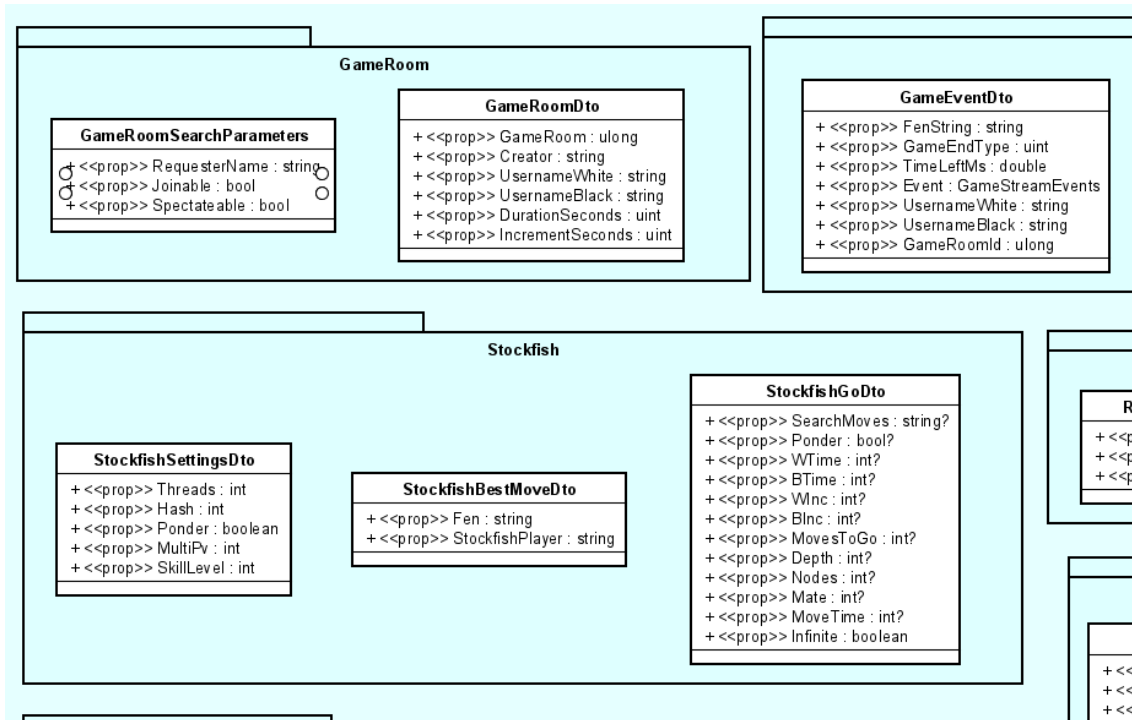 GameRoom
GameRoomSearchParameters
+ <<prop>> RequesterName : string
+ <<prop>> Joinable : bool
+ <<prop>> Spectateable : bool
GameRoomDto
+ <<prop>> GameRoom : ulong
+ <<prop>> Creator : string
+ <<prop>> UsernameWhite : string
+ <<prop>> UsernameBlack : string
+ <<prop>> DurationSeconds : uint
+ <<prop>> IncrementSeconds : uint
GameEventDto
+ <<prop>> FenString : string
+ <<prop>> GameEndType : uint
+ <<prop>> TimeLeftMs : double
+ <<prop>> Event : GameStreamEvents
+ <<prop>> UsernameWhite : string
+ <<prop>> UsernameBlack : string
+ <<prop>> GameRoomId : ulong
Stockfish
StockfishSettingsDto
+ <<prop>> Threads : int
+ <<prop>> Hash : int
+ <<prop>> Ponder : boolean
+ <<prop>> MultiPv : int
+ <<prop>> SkillLevel : int
StockfishBestMoveDto
+ <<prop>> Fen : string
+ <<prop>> StockfishPlayer : string
StockfishGoDto
+ <<prop>> SearchMoves : string?
+ <<prop>> Ponder : bool?
+ <<prop>> WTime : int?
+ <<prop>> BTime : int?
+ <<prop>> WInc : int?
+ <<prop>> BInc : int?
+ <<prop>> MovesToGo : int?
+ <<prop>> Depth : int?
+ <<prop>> Nodes : int?
+ <<prop>> Mate : int?
+ <<prop>> MoveTime : int?
+ <<prop>> Infinite : boolean